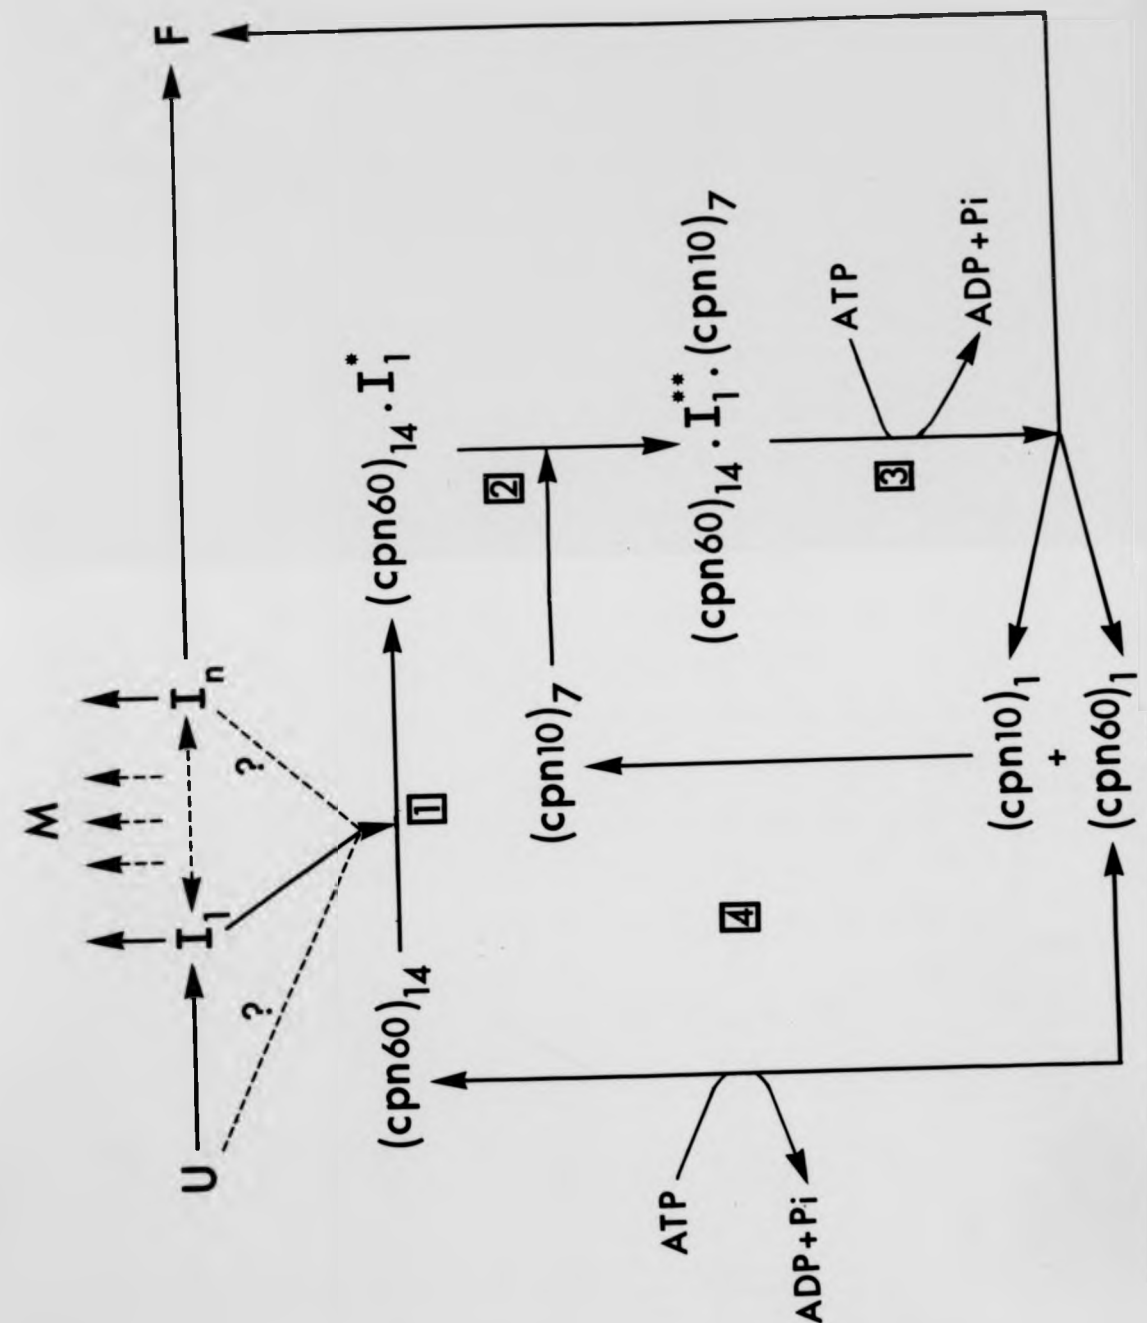 M
U I₁ Iₙ F
? ?
(cpn60)₁₄ (cpn60)₁₄ · I₁*
1
2
(cpn10)₇
(cpn60)₁₄ · I₁** · (cpn10)₇
ATP
3
ADP+Pi
4
ATP
ADP+Pi
(cpn10)₁
+
(cpn60)₁